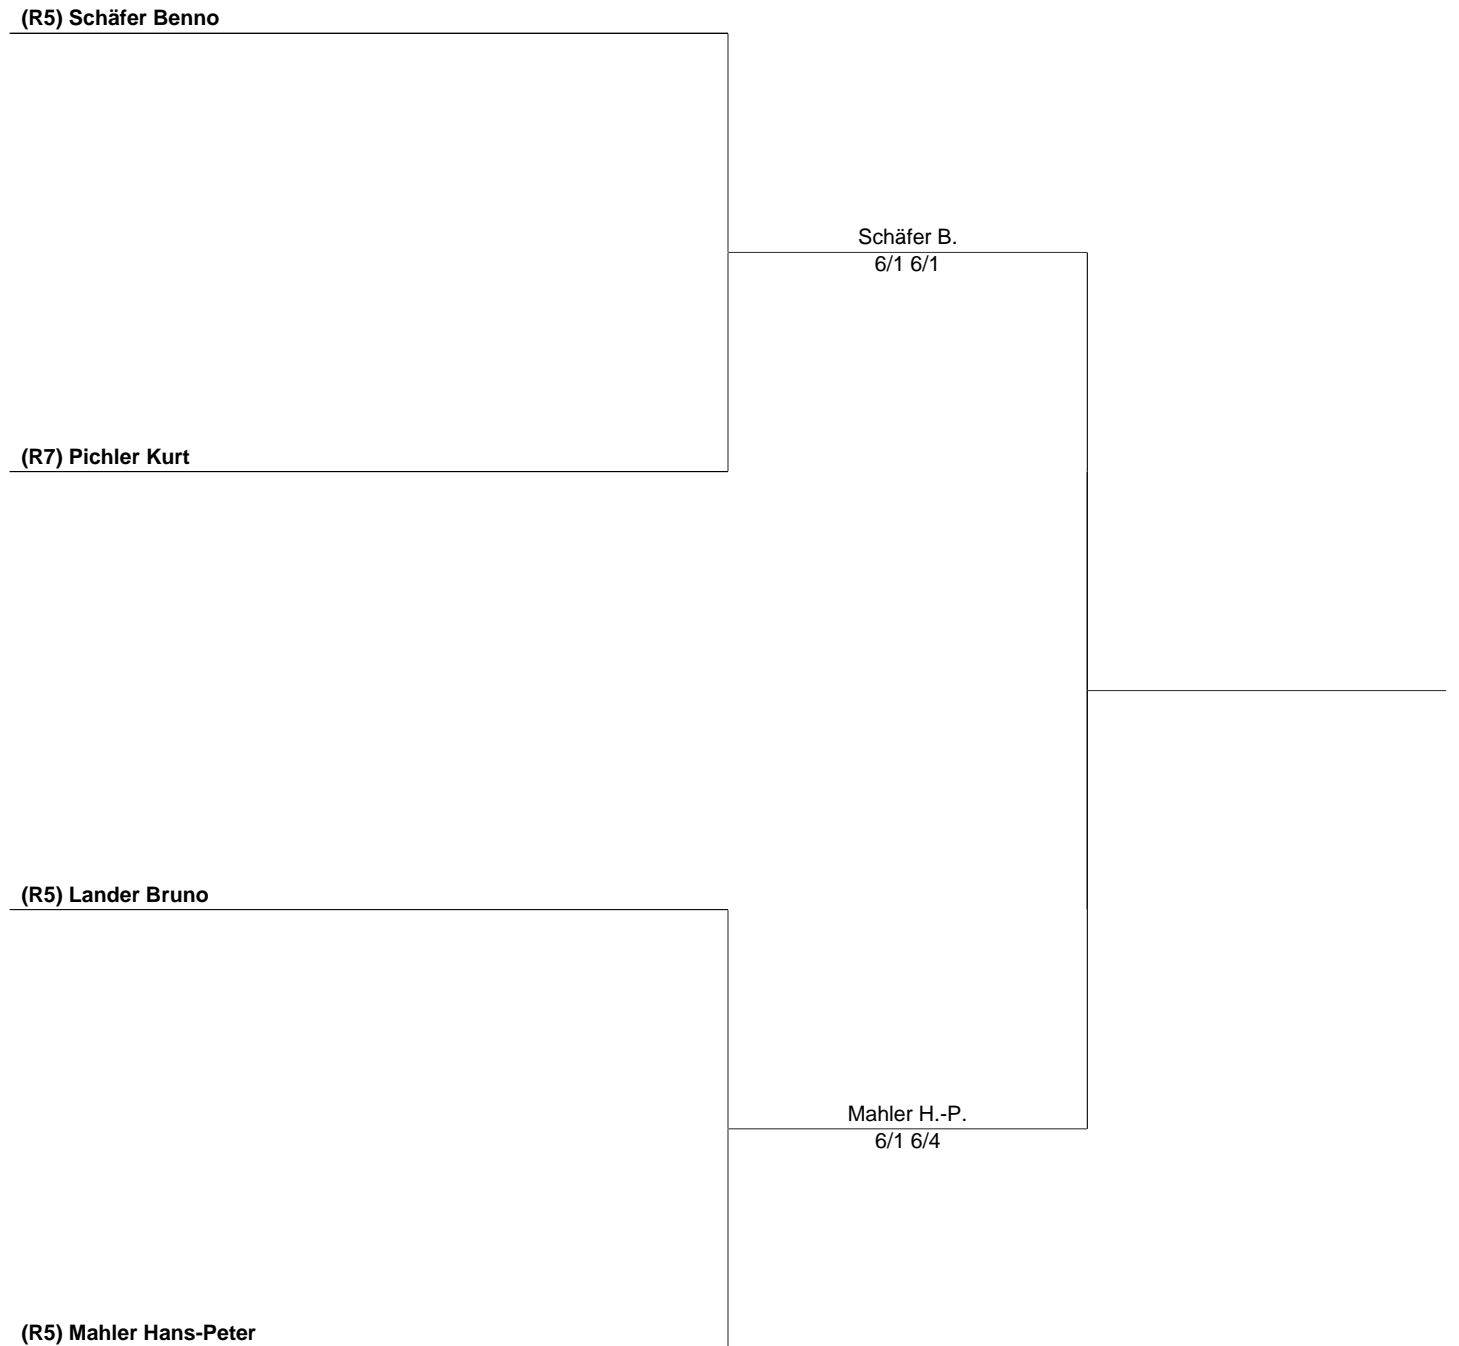 (R5) Schäfer Benno
Schäfer B.
6/1 6/1
(R7) Pichler Kurt
(R5) Lander Bruno
Mahler H.-P.
6/1 6/4
(R5) Mahler Hans-Peter